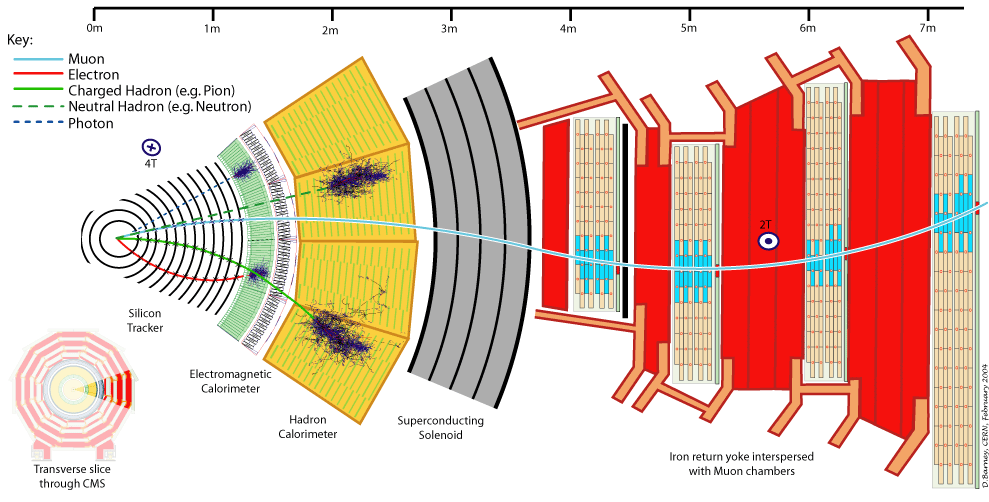 0m 1m 2m 3m 4m 5m 6m 7m
Key:
Muon
Electron
Charged Hadron (e.g. Pion)
Neutral Hadron (e.g. Neutron)
Photon
4T
2T
Silicon
Tracker
Electromagnetic
Calorimeter
Hadron
Calorimeter
Superconducting
Solenoid
Iron return yoke interspersed
with Muon chambers
Transverse slice
through CMS
D. Barney, CERN, February 2004